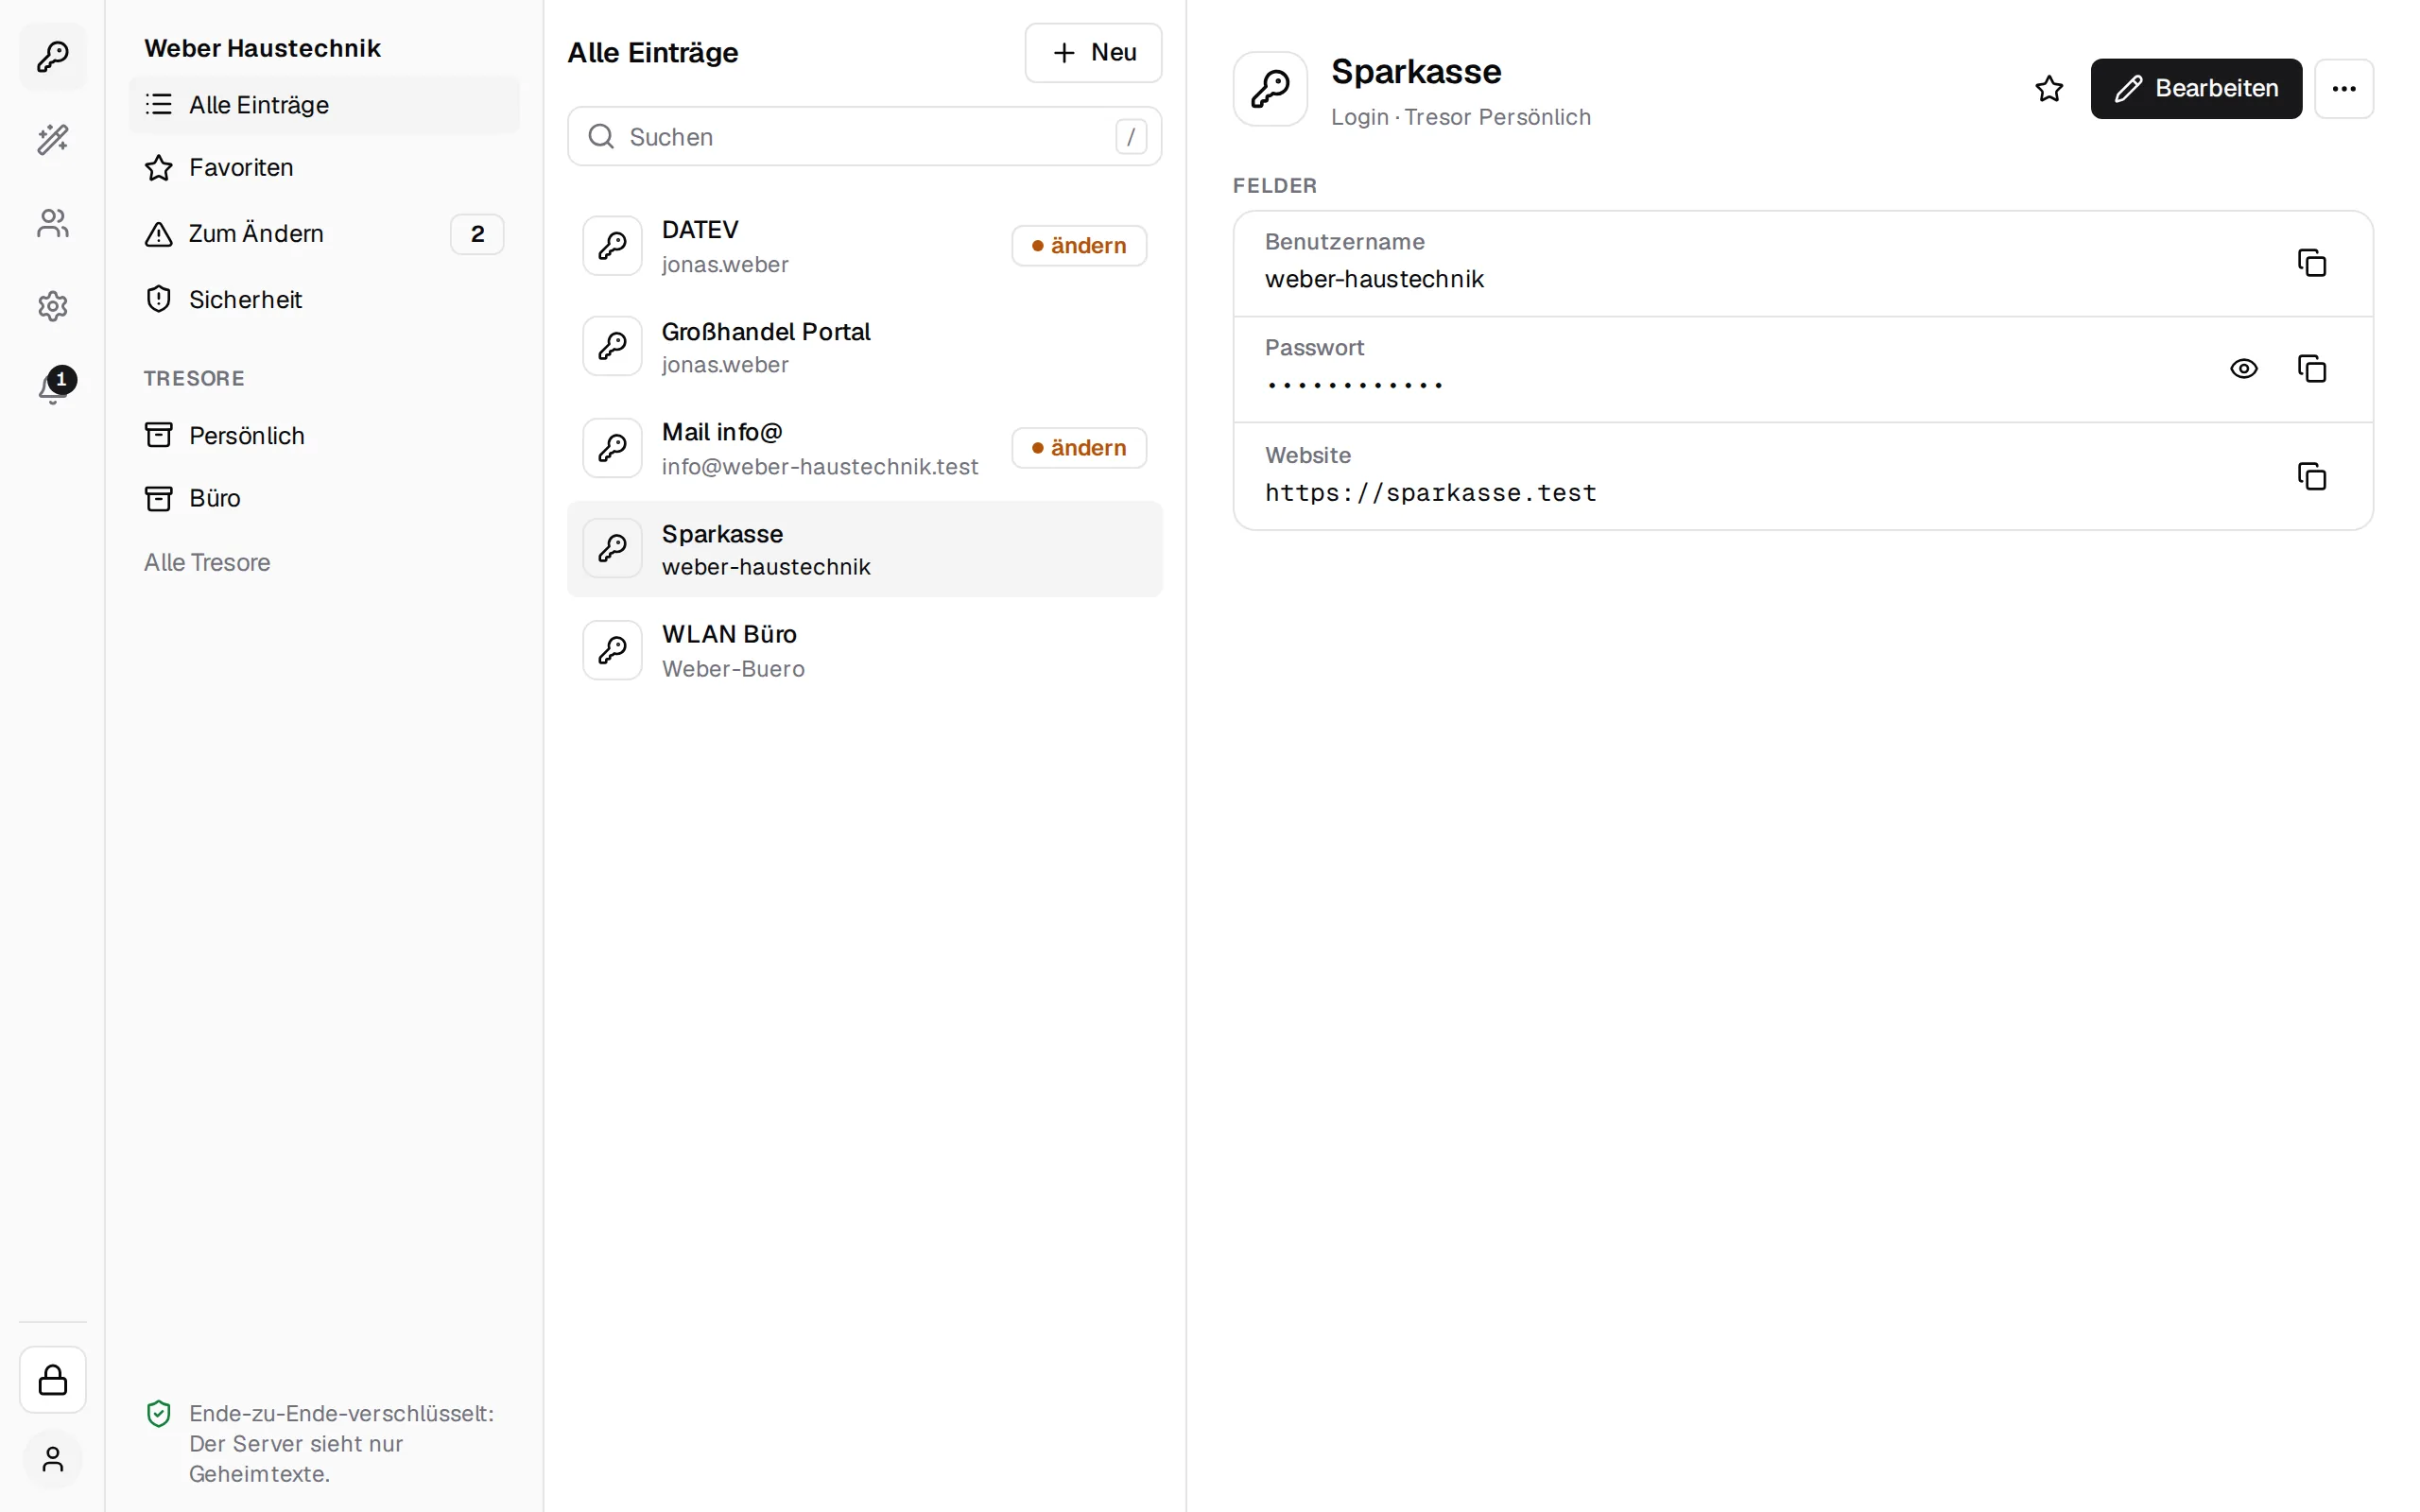 Weber Haustechnik
Alle Einträge
Favoriten
Zum Ändern
2
Sicherheit
1
TRESORE
Persönlich
Büro
Alle Tresore
Ende-zu-Ende-verschlüsselt:
Der Server sieht nur
Geheimtexte.
Alle Einträge
Neu
Suchen
/
DATEV
jonas.weber
ändern
Großhandel Portal
jonas.weber
Mail info@
info@weber-haustechnik.test
ändern
Sparkasse
weber-haustechnik
WLAN Büro
Weber-Buero
Sparkasse
Login · Tresor Persönlich
Bearbeiten
FELDER
Benutzername
weber-haustechnik
Passwort
••••••••••••
Website
https://sparkasse.test